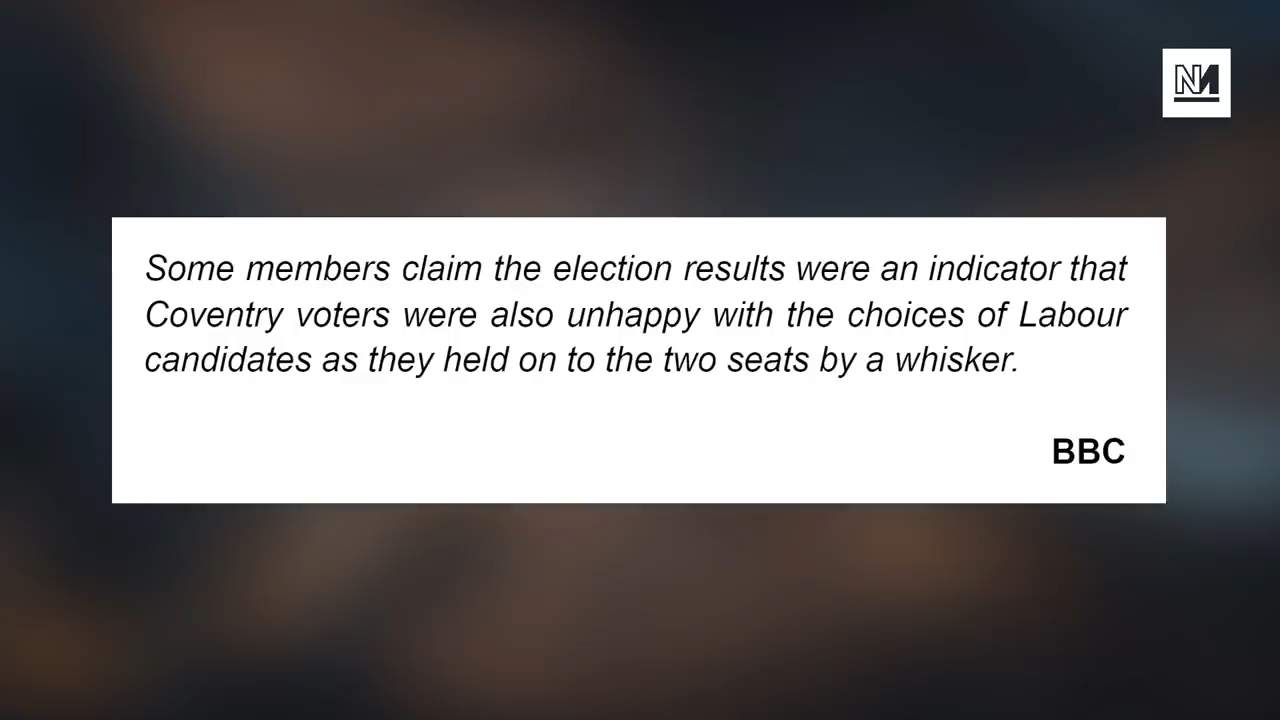 NM
Some members claim the election results were an indicator that
Coventry voters were also unhappy with the choices of Labour
candidates as they held on to the two seats by a whisker.
BBC